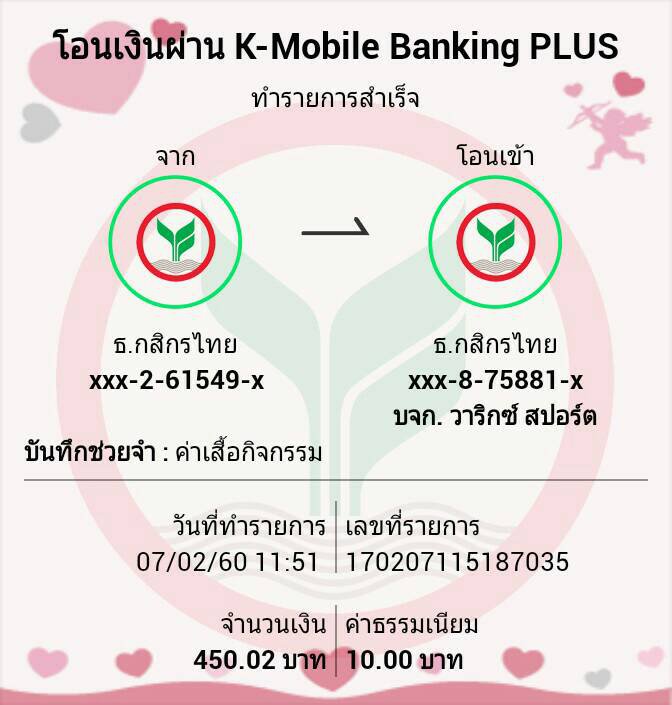 โอนเงินผ่าน K-Mobile Banking PLUS
ทำรายการสำเร็จ
จาก
โอนเข้า
ธ.กสิกรไทย
xxx-2-61549-x
ธ.กสิกรไทย
xxx-8-75881-x
บจก. วาริกซ์ สปอร์ต
บันทึกช่วยจำ : ค่าเสื้อกิจกรรม
วันที่ทำรายการ
07/02/60 11:51
เลขที่รายการ
170207115187035
จำนวนเงิน
450.02 บาท
ค่าธรรมเนียม
10.00 บาท